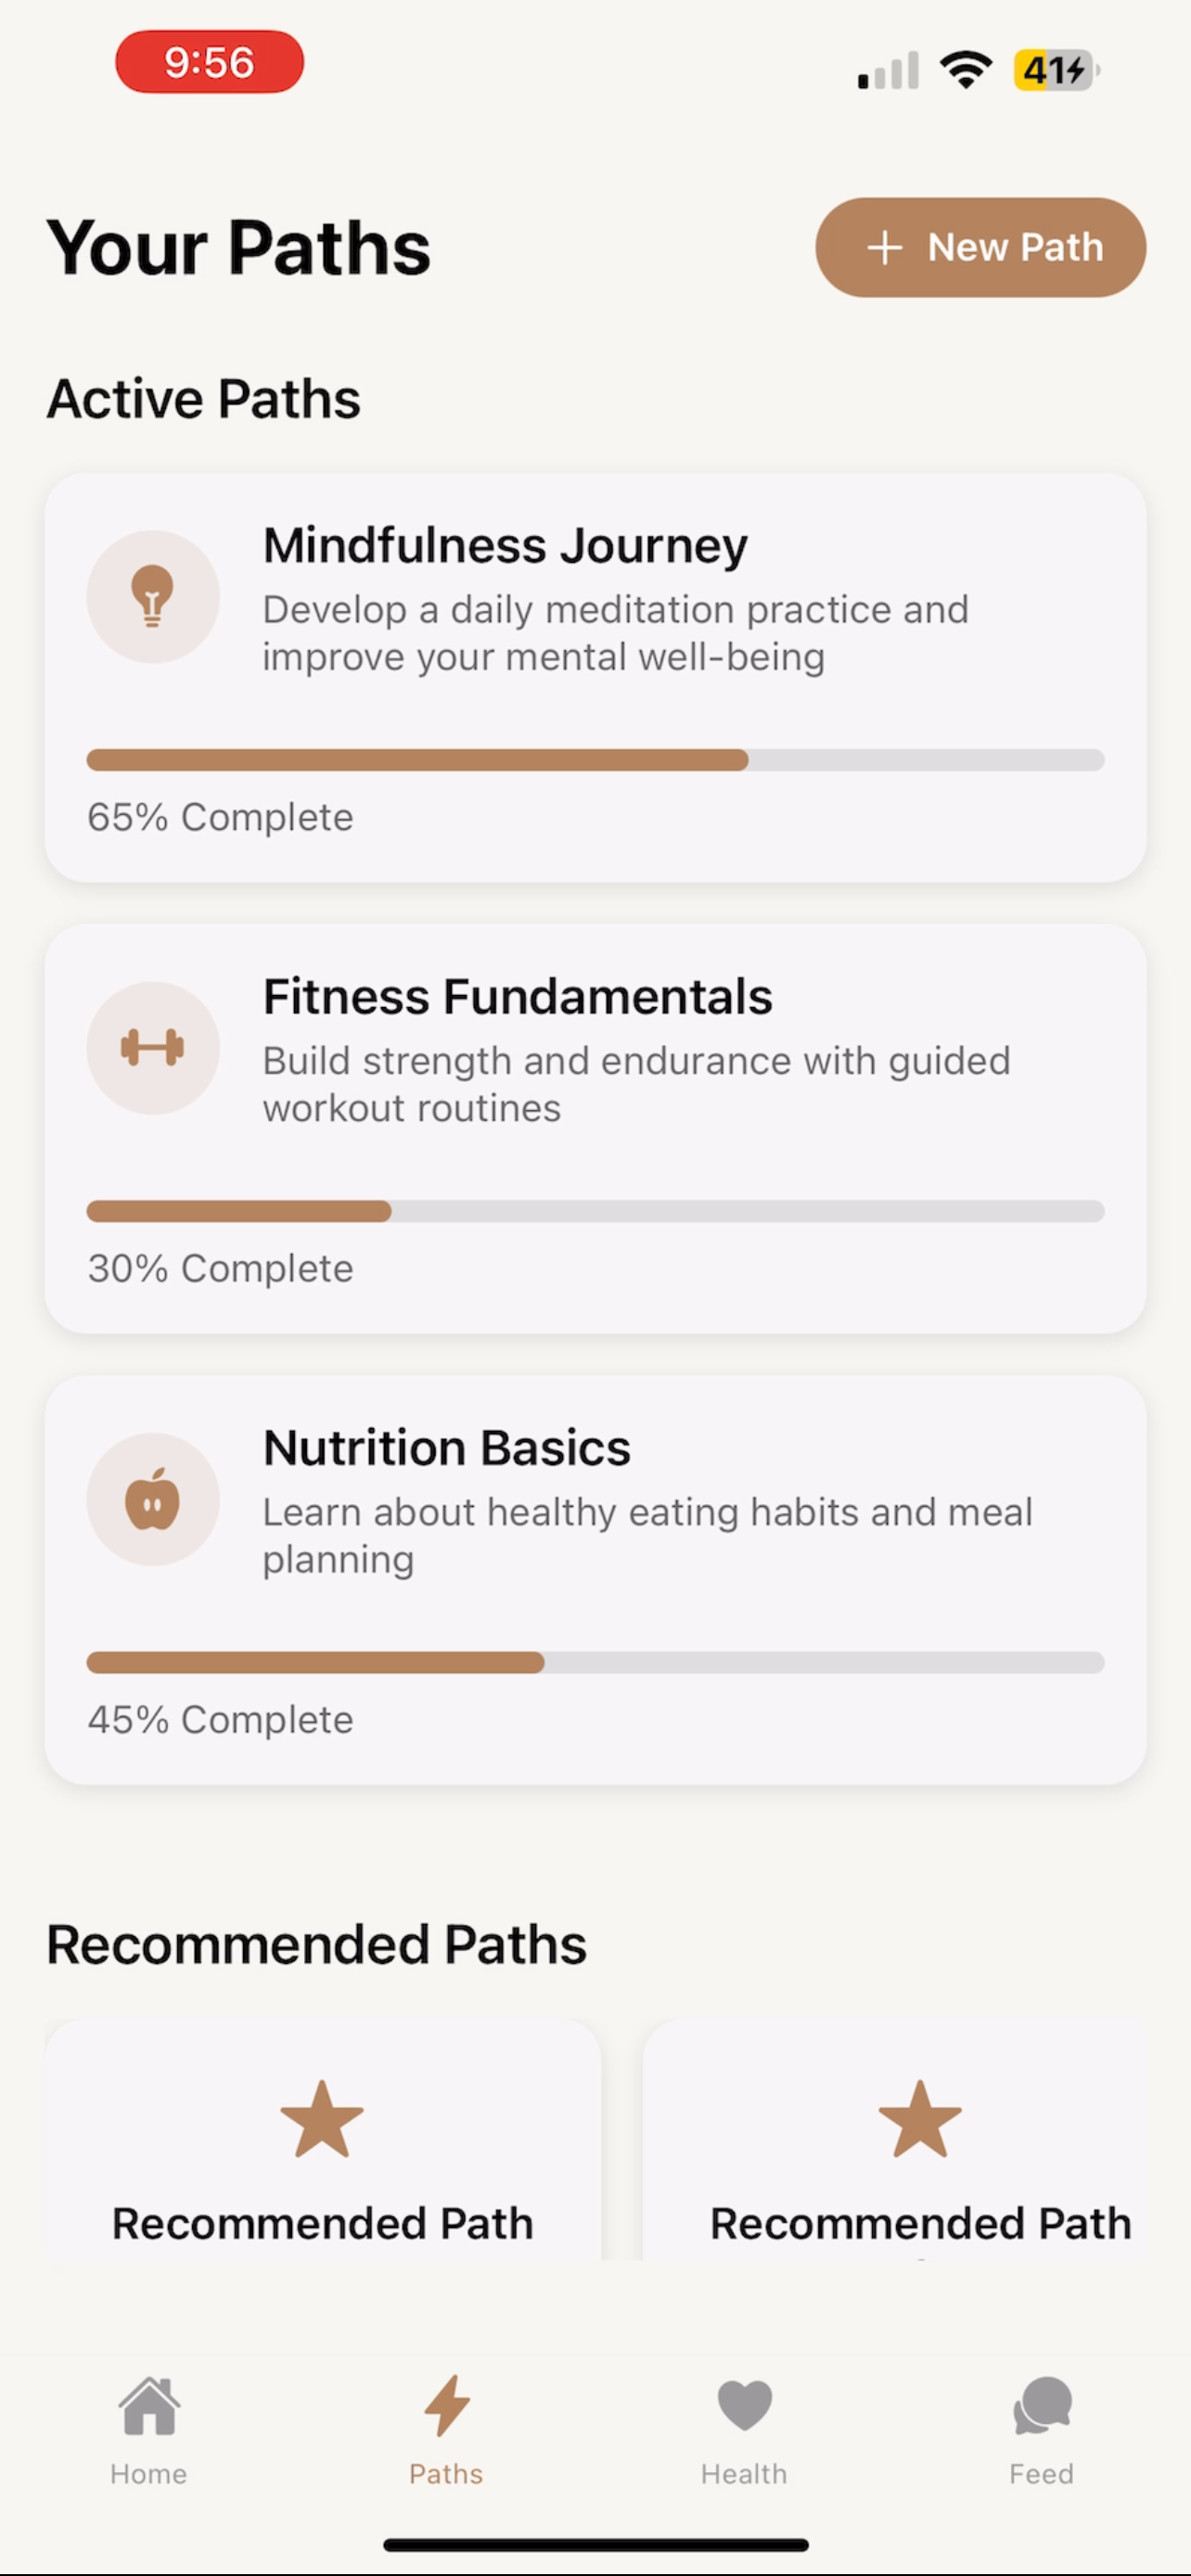 9:56
41
Your Paths
New Path
Active Paths
Mindfulness Journey
Develop a daily meditation practice and
improve your mental well-being
65% Complete
Fitness Fundamentals
Build strength and endurance with guided
workout routines
30% Complete
Nutrition Basics
Learn about healthy eating habits and meal
planning
45% Complete
Recommended Paths
Recommended Path
Recommended Path
Home
Paths
Health
Feed